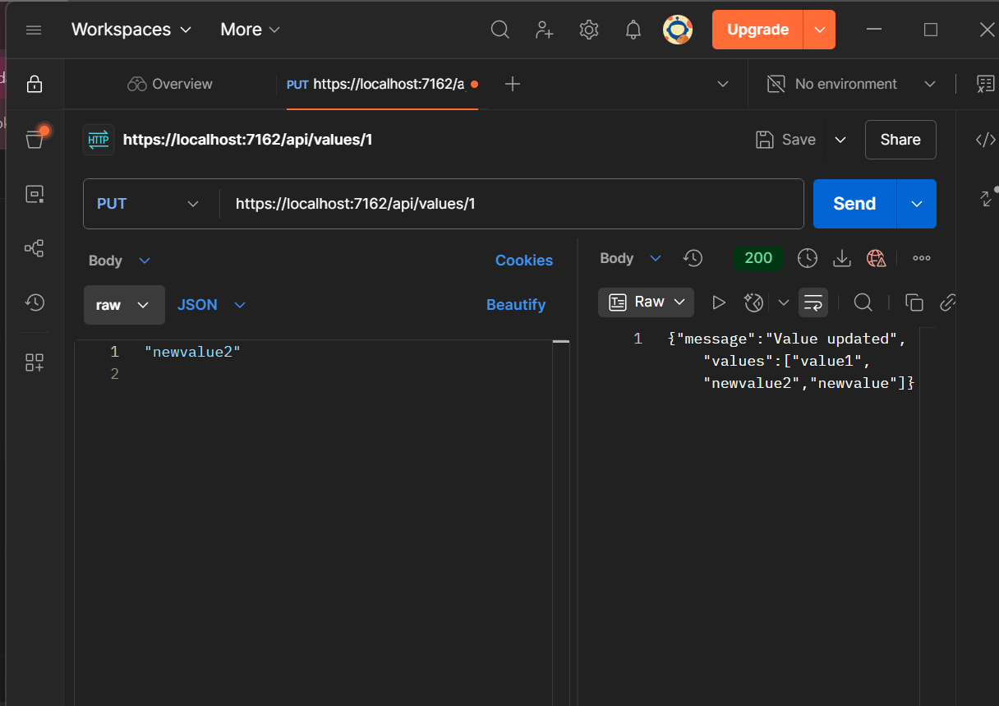 Workspaces More Upgrade
Overview PUT https://localhost:7162/a No environment
HTTP https://localhost:7162/api/values/1 Save Share
PUT https://localhost:7162/api/values/1 Send
Body Cookies
raw JSON Beautify
1 "newvalue2"
2
Body 200
Raw
1 {"message":"Value updated",
"values":["value1",
"newvalue2","newvalue"]}